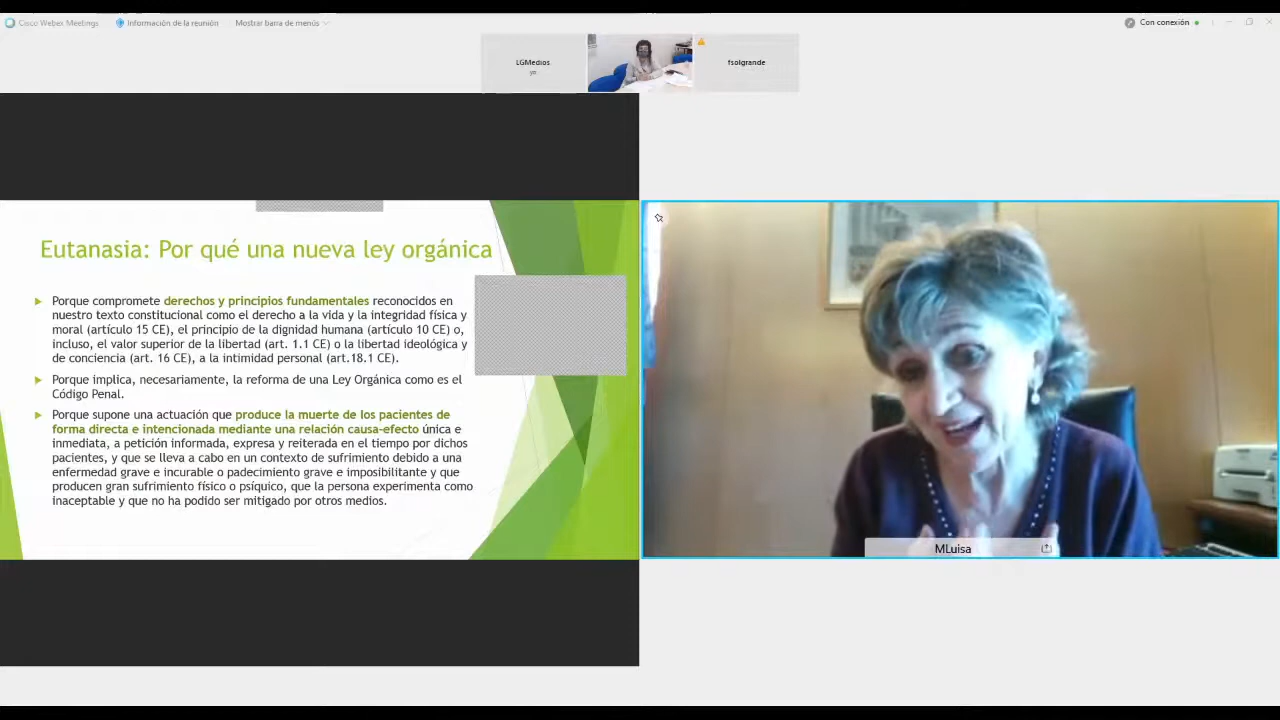 Cisco Webex Meetings
Información de la reunión
Mostrar barra de menús
Con conexión
LGMedios
yo
fsolgrande
Eutanasia: Por qué una nueva ley orgánica
Porque compromete derechos y principios fundamentales reconocidos en
nuestro texto constitucional como el derecho a la vida y la integridad física y
moral (artículo 15 CE), el principio de la dignidad humana (artículo 10 CE) o,
incluso, el valor superior de la libertad (art. 1.1 CE) o la libertad ideológica y
de conciencia (art. 16 CE), a la intimidad personal (art.18.1 CE).
Porque implica, necesariamente, la reforma de una Ley Orgánica como es el
Código Penal.
Porque supone una actuación que produce la muerte de los pacientes de
forma directa e intencionada mediante una relación causa-efecto única e
inmediata, a petición informada, expresa y reiterada en el tiempo por dichos
pacientes, y que se lleva a cabo en un contexto de sufrimiento debido a una
enfermedad grave e incurable o padecimiento grave e imposibilitante y que
producen gran sufrimiento físico o psíquico, que la persona experimenta como
inaceptable y que no ha podido ser mitigado por otros medios.
MLuisa